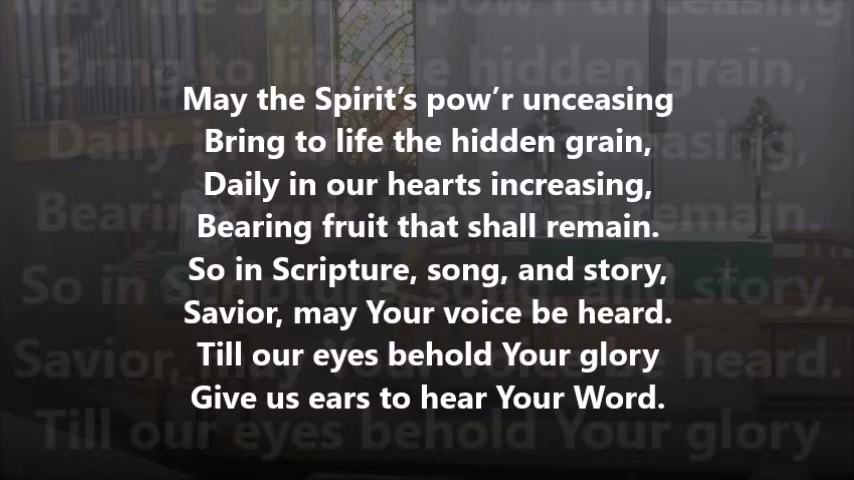 May the Spirit’s pow’r unceasing
Bring to life the hidden grain,
Daily in our hearts increasing,
Bearing fruit that shall remain.
So in Scripture, song, and story,
Savior, may Your voice be heard.
Till our eyes behold Your glory
Give us ears to hear Your Word.